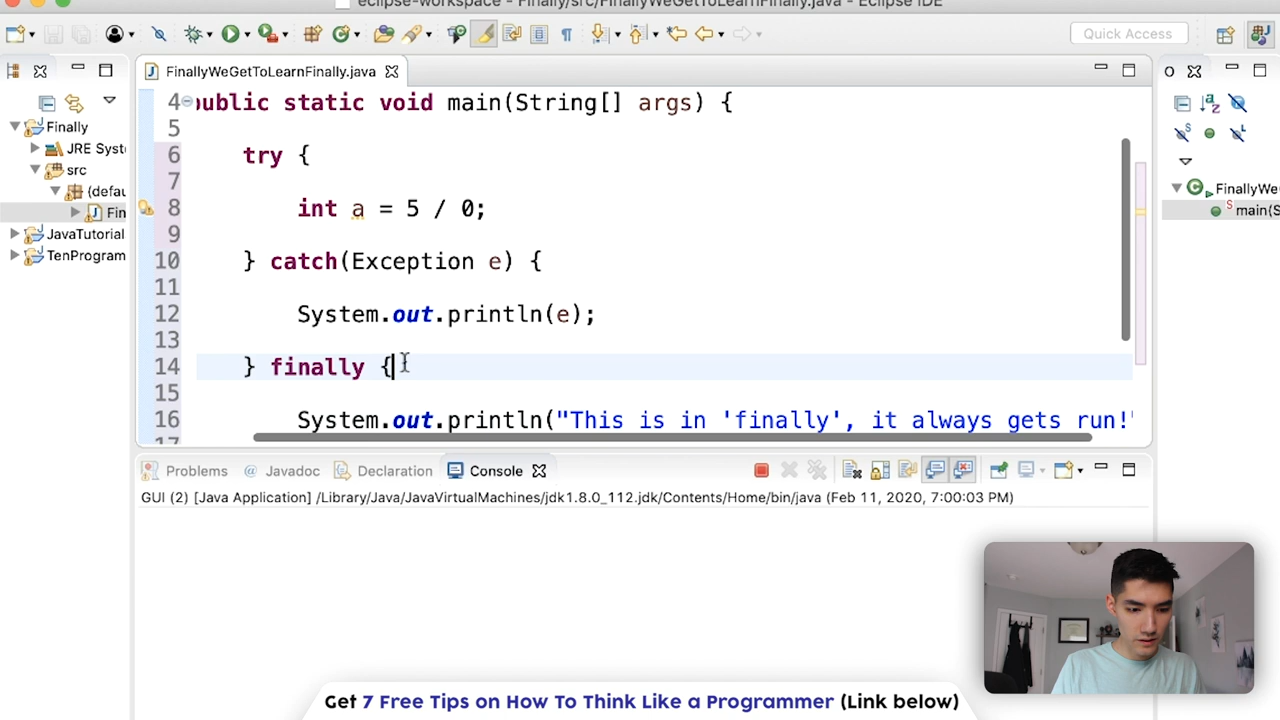 eclipse-workspace - Finally/src/FinallyWeGetToLearnFinally.java - Eclipse IDE
Quick Access
FinallyWeGetToLearnFinally.java
Finally
JRE Syst
src
(defau
Fin
JavaTutorial
TenProgram
4 public static void main(String[] args) {
5
6 try {
7
8 int a = 5 / 0;
9
10 } catch(Exception e) {
11
12 System.out.println(e);
13
14 } finally {
15
16 System.out.println("This is in 'finally', it always gets run!"
17
FinallyWe
main(S
Problems @ Javadoc Declaration Console
GUI (2) [Java Application] /Library/Java/JavaVirtualMachines/jdk1.8.0_112.jdk/Contents/Home/bin/java (Feb 11, 2020, 7:00:03 PM)
Get 7 Free Tips on How To Think Like a Programmer (Link below)